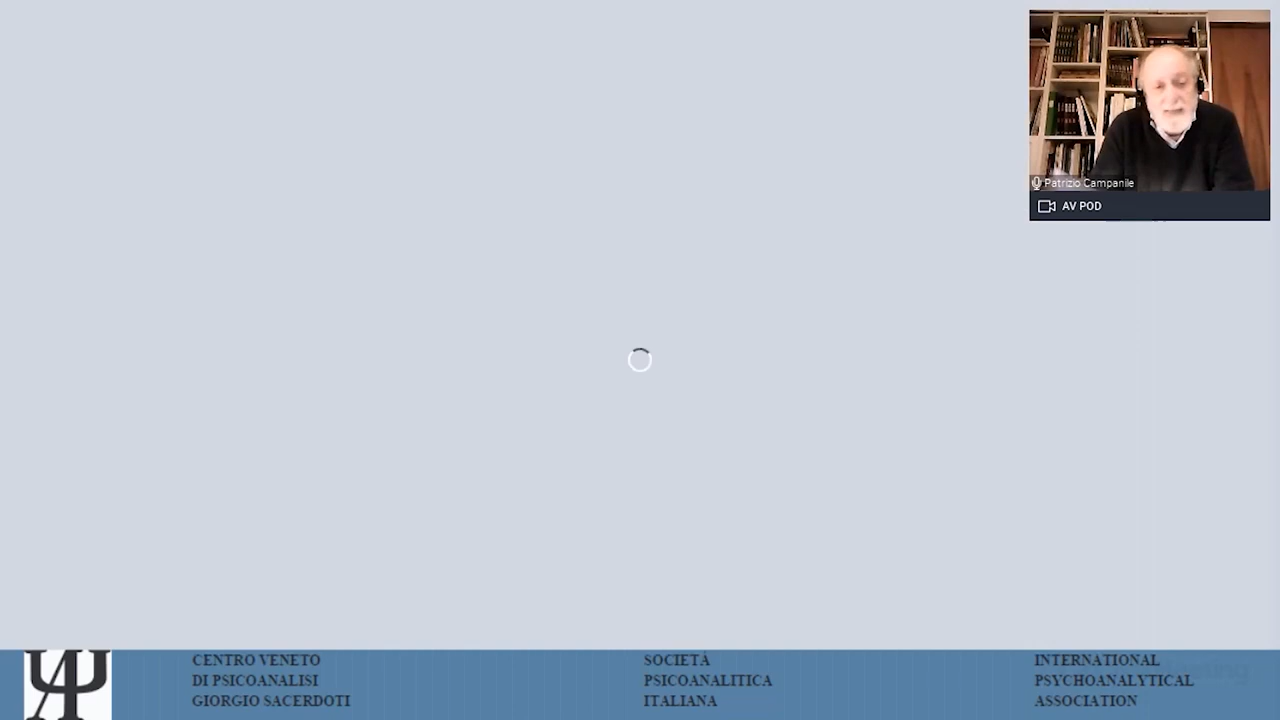 Patrizio Campanile
AV POD
CENTRO VENETO
DI PSICOANALISI
GIORGIO SACERDOTI
SOCIETÀ
PSICOANALITICA
ITALIANA
INTERNATIONAL
PSYCHOANALYTICAL
ASSOCIATION